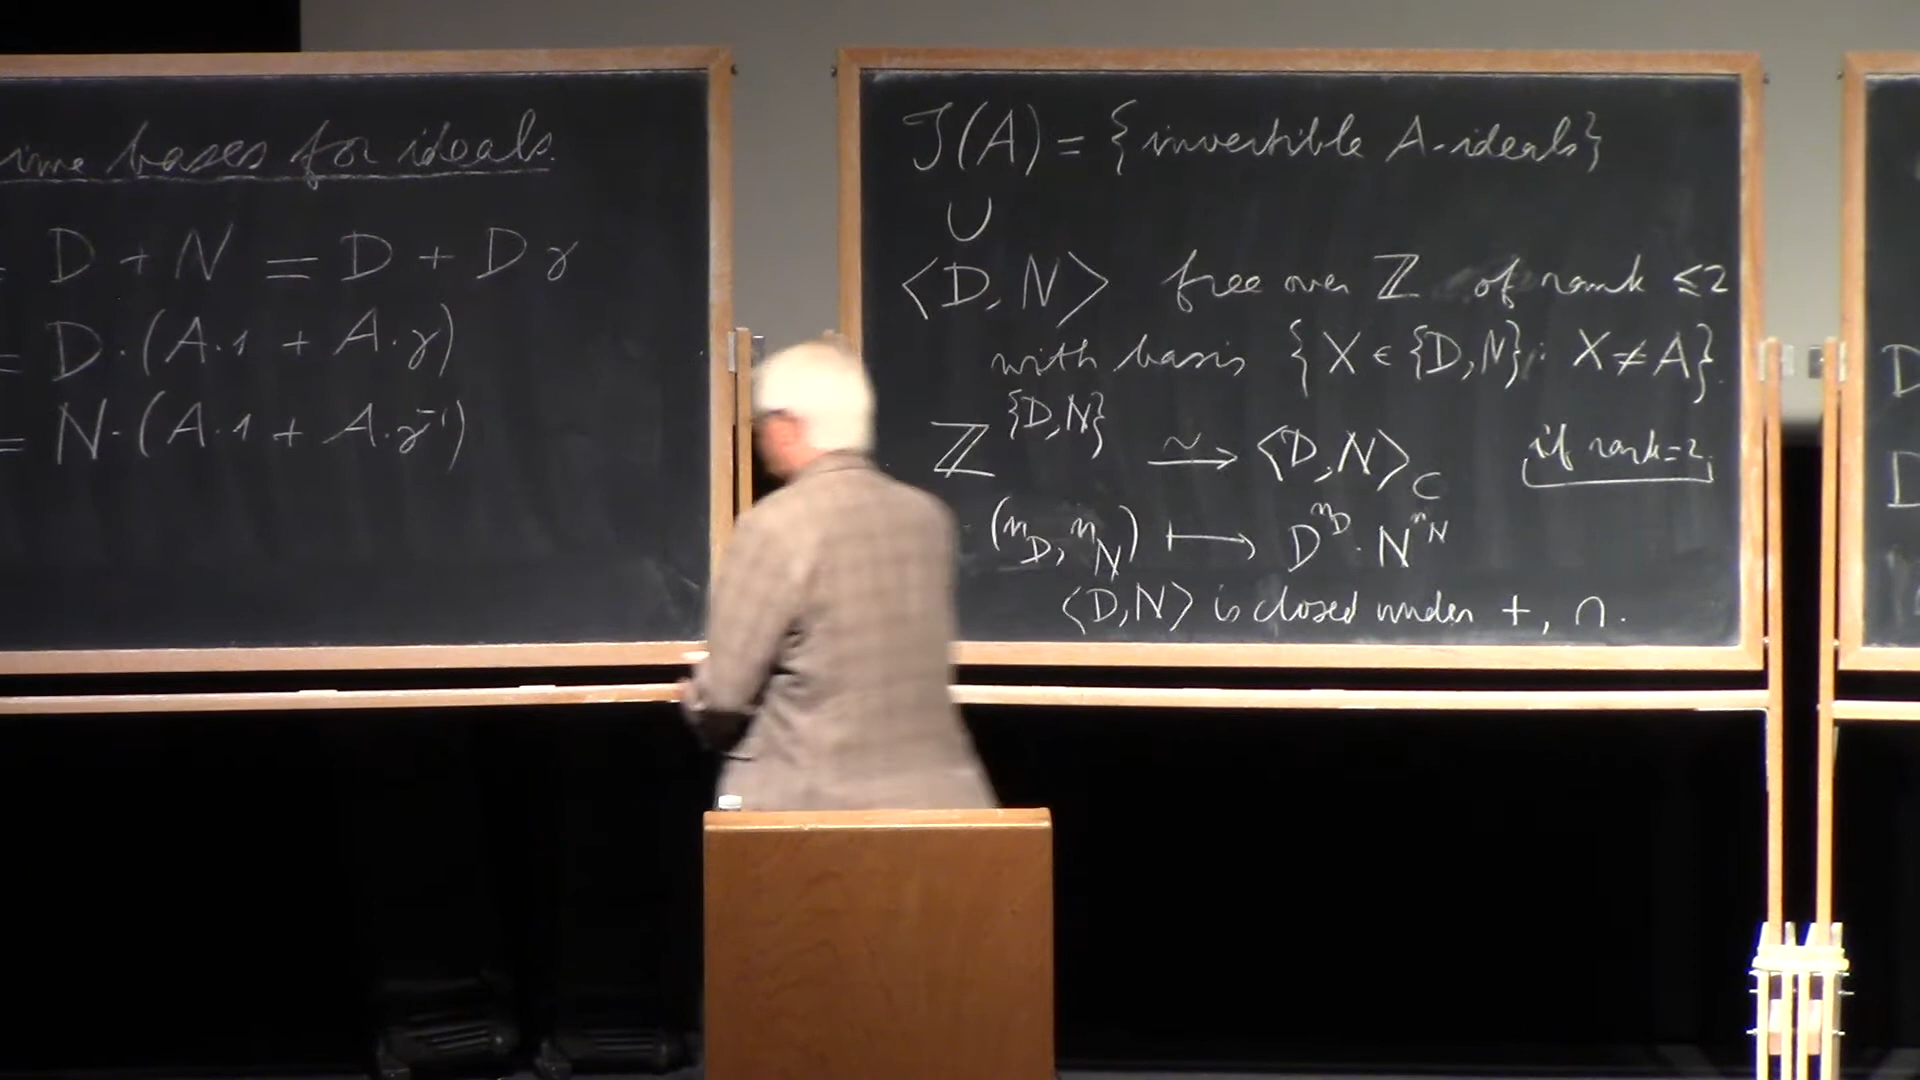 bases for ideals.
= D + N = D + Dγ
= D·(A·1 + A·γ)
= N·(A·1 + A·γ⁻¹)
I(A) = {invertible A-ideals}
∪
⟨D, N⟩ free over ℤ of rank ≤2
with basis {X ∈ {D, N} : X ≠ A}.
ℤ^{D,N} ⥲ ⟨D, N⟩_C if rank=2
(n_D, n_N) ↦ D^{n_D} · N^{n_N}
⟨D,N⟩ is closed under +, ∩.
D
D